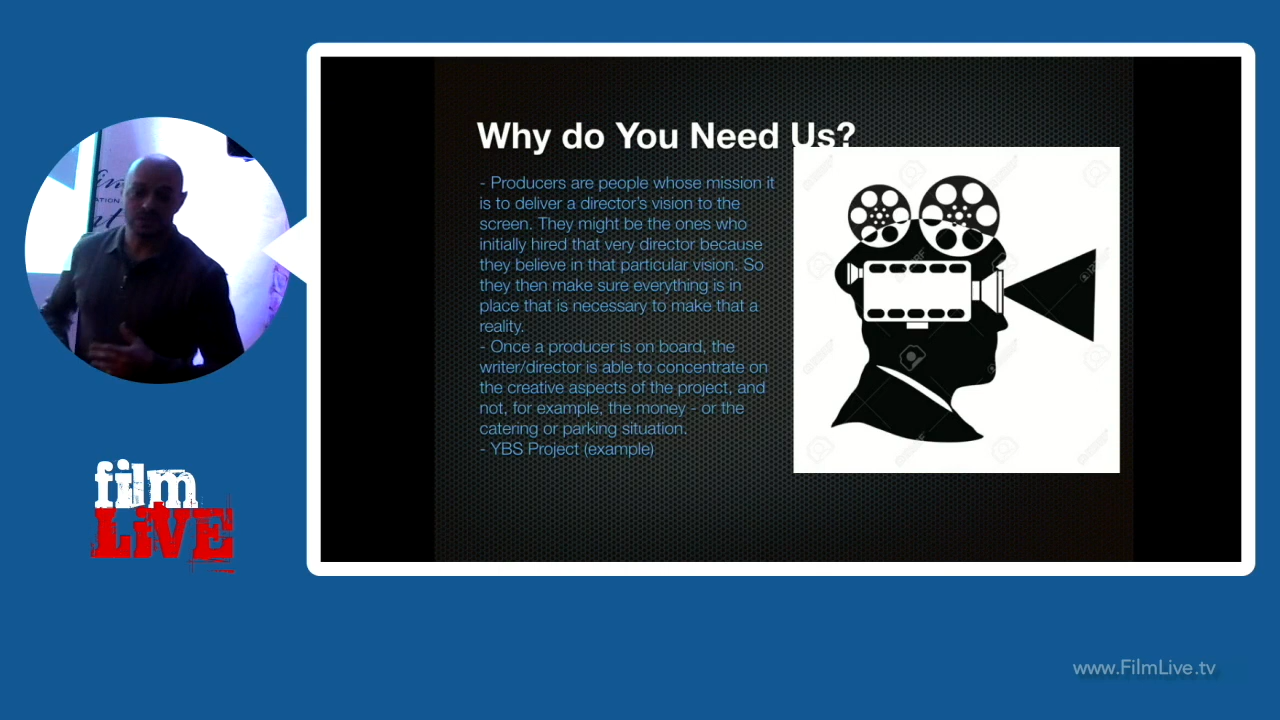 Why do You Need Us?
- Producers are people whose mission it
is to deliver a director's vision to the
screen. They might be the ones who
initially hired that very director because
they believe in that particular vision. So
they then make sure everything is in
place that is necessary to make that a
reality.
- Once a producer is on board, the
writer/director is able to concentrate on
the creative aspects of the project, and
not, for example, the money - or the
catering or parking situation.
- YBS Project (example)
film
LiVE
www.FilmLive.tv